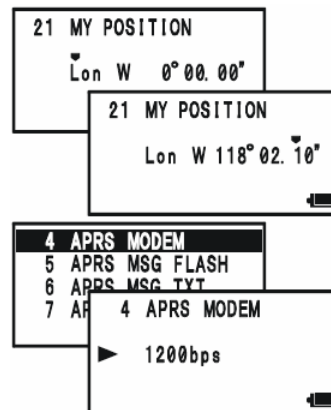 21 MY POSITION
Lon W 0°00.00"
21 MY POSITION
Lon W 118°02.10"
4 APRS MODEM
5 APRS MSG FLASH
6 APRS MSG TXT
7 AP
4 APRS MODEM
1200bps